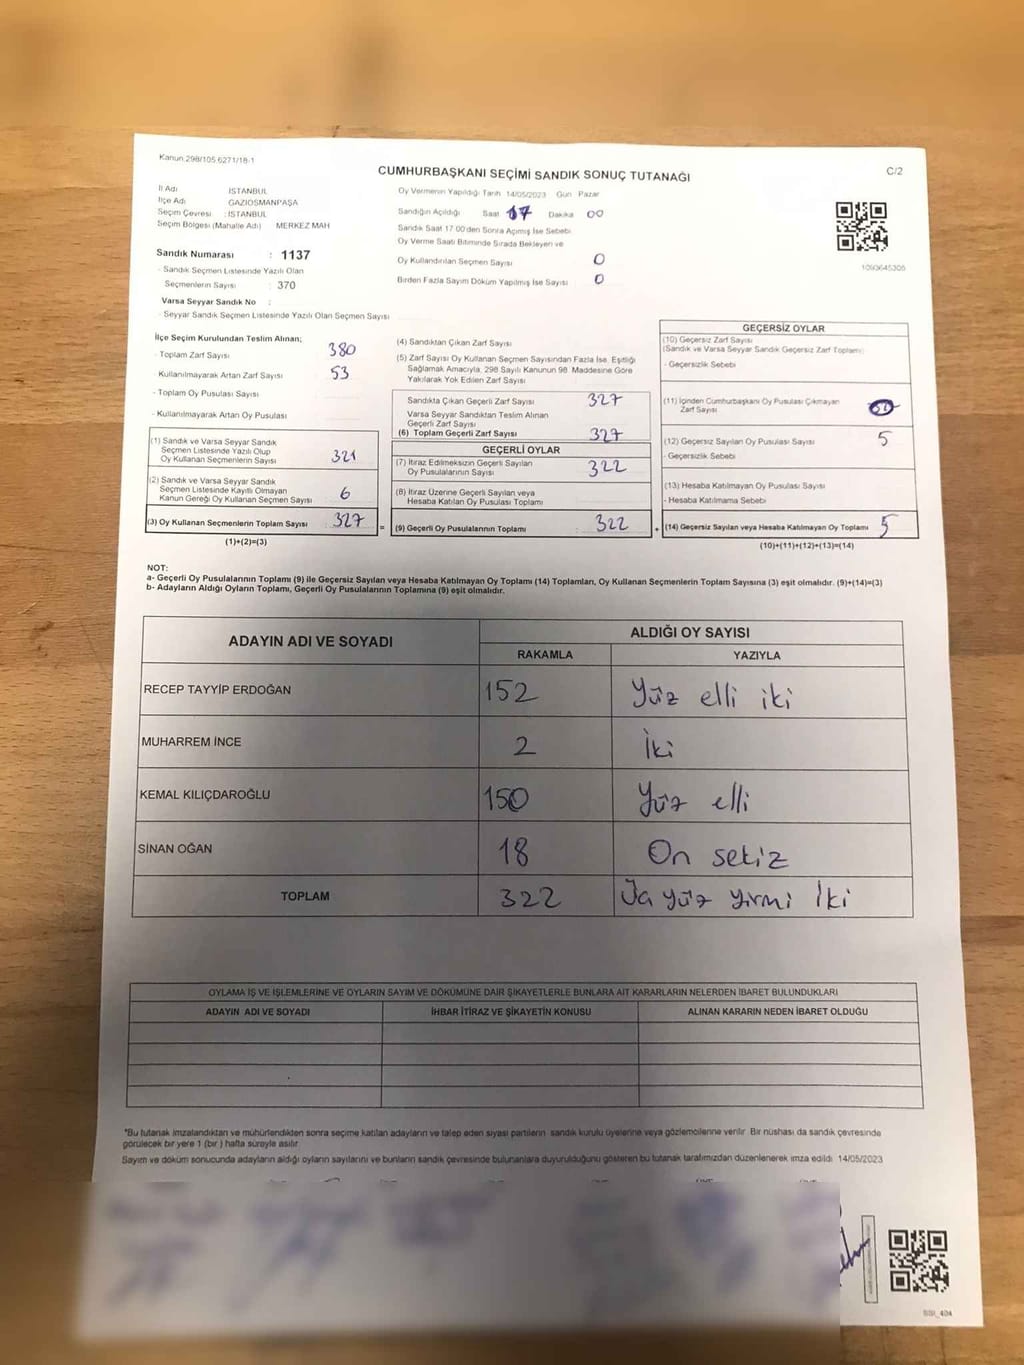 Kanun.298/105.6271/18-1
C/2
CUMHURBAŞKANI SEÇİMİ SANDIK SONUÇ TUTANAĞI
İl Adı İSTANBUL
İlçe Adı GAZİOSMANPAŞA
Seçim Çevresi : İSTANBUL
Seçim Bölgesi (Mahalle Adı) MERKEZ MAH
Sandık Numarası : 1137
- Sandık Seçmen Listesinde Yazılı Olan
Seçmenlerin Sayısı : 370
Varsa Seyyar Sandık No :
- Seyyar Sandık Seçmen Listesinde Yazılı Olan Seçmen Sayısı
Oy Vermenin Yapıldığı Tarih 14/05/2023 Gün Pazar
Sandığın Açıldığı Saat 17 Dakika 00
Sandık Saat 17 00'den Sonra Açımış İse Sebebi
Oy Verme Saati Bitiminde Sırada Bekleyen ve
Oy Kullandırılan Seçmen Sayısı 0
Birden Fazla Sayım Döküm Yapılmış İse Sayısı 0
1090645305
İlçe Seçim Kurulundan Teslim Alınan;
- Toplam Zarf Sayısı 380
- Kullanılmayarak Artan Zarf Sayısı 53
- Toplam Oy Pusulası Sayısı
- Kullanılmayarak Artan Oy Pusulası
(1) Sandık ve Varsa Seyyar Sandık
Seçmen Listesinde Yazılı Olup
Oy Kullanan Seçmenlerin Sayısı 321
(2) Sandık ve Varsa Seyyar Sandık
Seçmen Listesinde Kayıtlı Olmayan
Kanun Gereği Oy Kullanan Seçmen Sayısı 6
(3) Oy Kullanan Seçmenlerin Toplam Sayısı : 327 =
(1)+(2)=(3)
(4) Sandıktan Çıkan Zarf Sayısı
(5) Zarf Sayısı Oy Kullanan Seçmen Sayısından Fazla İse, Eşitliği
Sağlamak Amacıyla, 298 Sayılı Kanunun 98. Maddesine Göre
Yakılarak Yok Edilen Zarf Sayısı
Sandıkta Çıkan Geçerli Zarf Sayısı 327
Varsa Seyyar Sandıktan Teslim Alınan
Geçerli Zarf Sayısı
(6) Toplam Geçerli Zarf Sayısı 327
GEÇERLİ OYLAR
(7) İtiraz Edilmeksizin Geçerli Sayılan
Oy Pusulalarının Sayısı 322
(8) İtiraz Üzerine Geçerli Sayılan veya
Hesaba Katılan Oy Pusulası Toplamı
(9) Geçerli Oy Pusulalarının Toplamı : 322 +
GEÇERSİZ OYLAR
(10) Geçersiz Zarf Sayısı
(Sandık ve Varsa Seyyar Sandık Geçersiz Zarf Toplamı)
- Geçersizlik Sebebi
(11) İçinden Cumhurbaşkanı Oy Pusulası Çıkmayan
Zarf Sayısı
(12) Geçersiz Sayılan Oy Pusulası Sayısı 5
- Geçersizlik Sebebi
(13) Hesaba Katılmayan Oy Pusulası Sayısı
- Hesaba Katılmama Sebebi
(14) Geçersiz Sayılan veya Hesaba Katılmayan Oy Toplamı 5
(10)+(11)+(12)+(13)=(14)
NOT:
a- Geçerli Oy Pusulalarının Toplamı (9) ile Geçersiz Sayılan veya Hesaba Katılmayan Oy Toplamı (14) Toplamları, Oy Kullanan Seçmenlerin Toplam Sayısına (3) eşit olmalıdır. (9)+(14)=(3)
b- Adayların Aldığı Oyların Toplamı, Geçerli Oy Pusulalarının Toplamına (9) eşit olmalıdır.
ADAYIN ADI VE SOYADI
ALDIĞI OY SAYISI
RAKAMLA YAZIYLA
RECEP TAYYİP ERDOĞAN 152 Yüz elli iki
MUHARREM İNCE 2 İki
KEMAL KILIÇDAROĞLU 150 Yüz elli
SİNAN OĞAN 18 On sekiz
TOPLAM 322 yüz yirmi İki
OYLAMA İŞ VE İŞLEMLERİNE VE OYLARIN SAYIM VE DÖKÜMÜNE DAİR ŞİKAYETLERLE BUNLARA AİT KARARLARIN NELERDEN İBARET BULUNDUKLARI
ADAYIN ADI VE SOYADI İHBAR İTİRAZ VE ŞİKAYETİN KONUSU ALINAN KARARIN NEDEN İBARET OLDUĞU
*Bu tutanak imzalandıktan ve mühürlendikten sonra seçime katılan adayların ve talep eden siyasi partilerin sandık kurulu üyelerine veya gözlemcilerine verilir. Bir nüshası da sandık çevresinde
görülecek bir yere 1 (bir ) hafta süreyle asılır.
Sayım ve döküm sonucunda adayların aldığı oyların sayılarını ve bunların sandık çevresinde bulunanlara duyurulduğunu gösteren bu tutanak tarafımızdan düzenlenerek imza edildi 14/05/2023